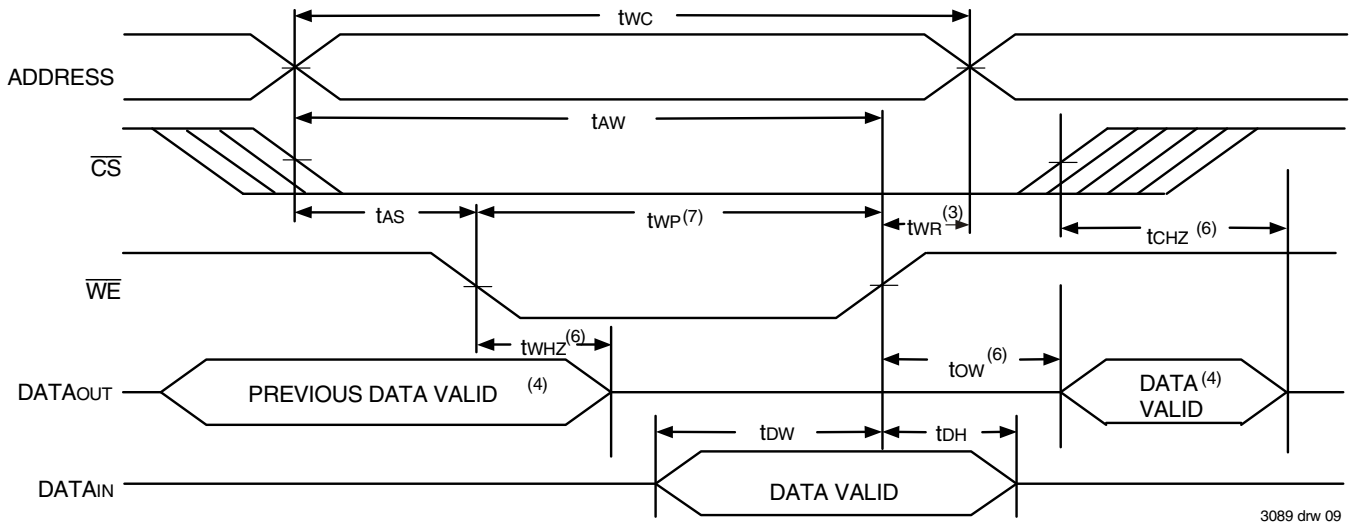 tWC
ADDRESS
tAW
CS
tAS
tWP(7)
tWR(3)
tCHZ (6)
WE
tWHZ(6)
tOW (6)
DATAOUT
PREVIOUS DATA VALID (4)
DATA(4)
VALID
tDW
tDH
DATAIN
DATA VALID
3089 drw 09